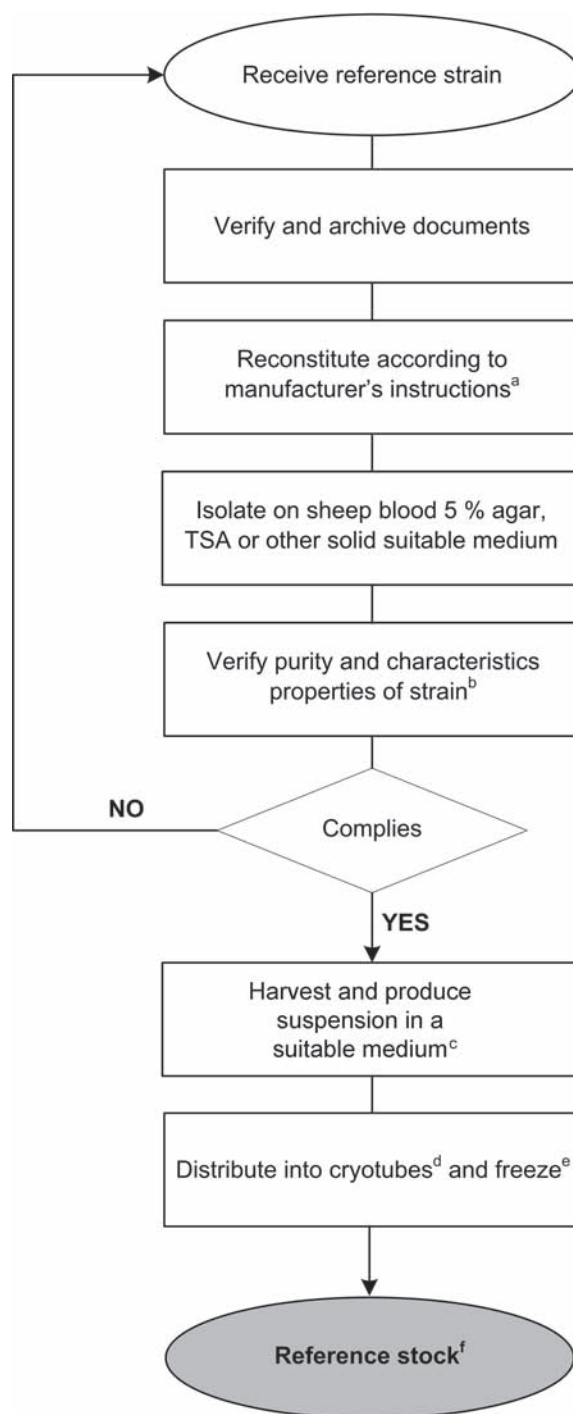 Receive reference strain
Verify and archive documents
Reconstitute according to
manufacturer's instructionsᵃ
Isolate on sheep blood 5 % agar,
TSA or other solid suitable medium
Verify purity and characteristics
properties of strainᵇ
NO
Complies
YES
Harvest and produce
suspension in a
suitable mediumᶜ
Distribute into cryotubesᵈ and freezeᵉ
Reference stockᶠ